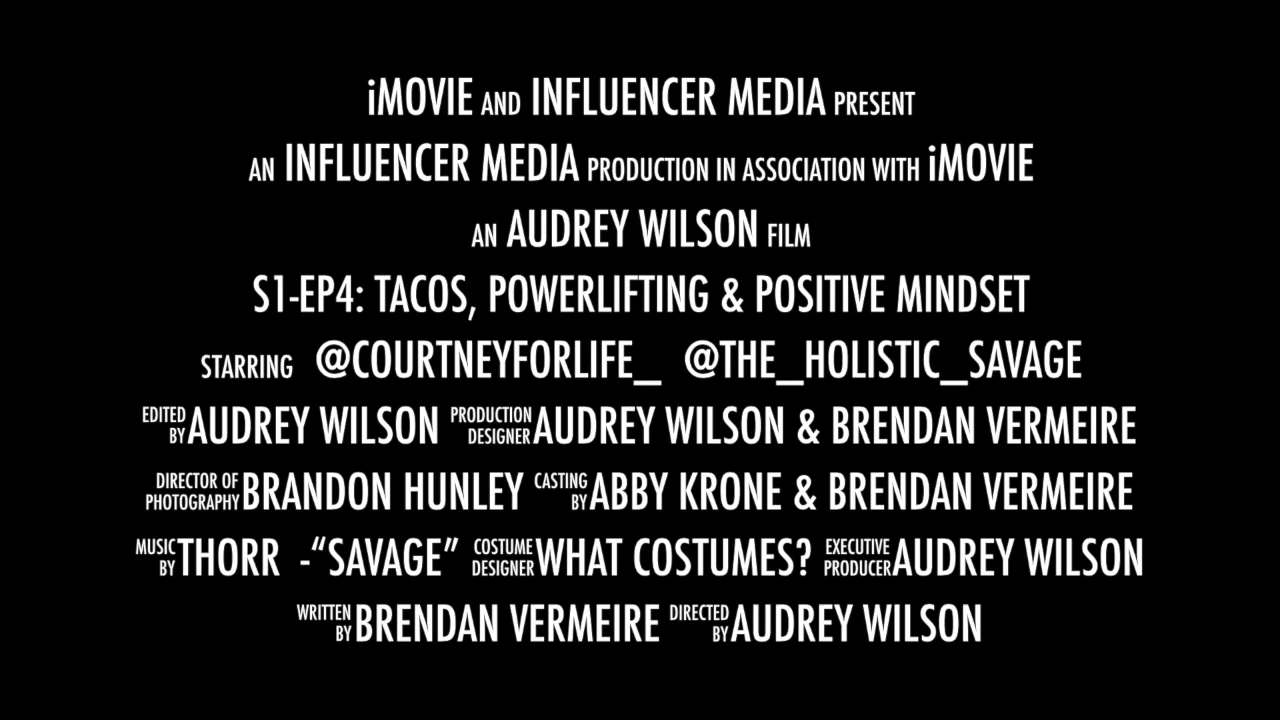 iMOVIE AND INFLUENCER MEDIA PRESENT
AN INFLUENCER MEDIA PRODUCTION IN ASSOCIATION WITH iMOVIE
AN AUDREY WILSON FILM
S1-EP4: TACOS, POWERLIFTING & POSITIVE MINDSET
STARRING @COURTNEYFORLIFE_ @THE_HOLISTIC_SAVAGE
EDITED BY AUDREY WILSON PRODUCTION DESIGNER AUDREY WILSON & BRENDAN VERMEIRE
DIRECTOR OF PHOTOGRAPHY BRANDON HUNLEY CASTING BY ABBY KRONE & BRENDAN VERMEIRE
MUSIC BY THORR -“SAVAGE” COSTUME DESIGNER WHAT COSTUMES? EXECUTIVE PRODUCER AUDREY WILSON
WRITTEN BY BRENDAN VERMEIRE DIRECTED BY AUDREY WILSON